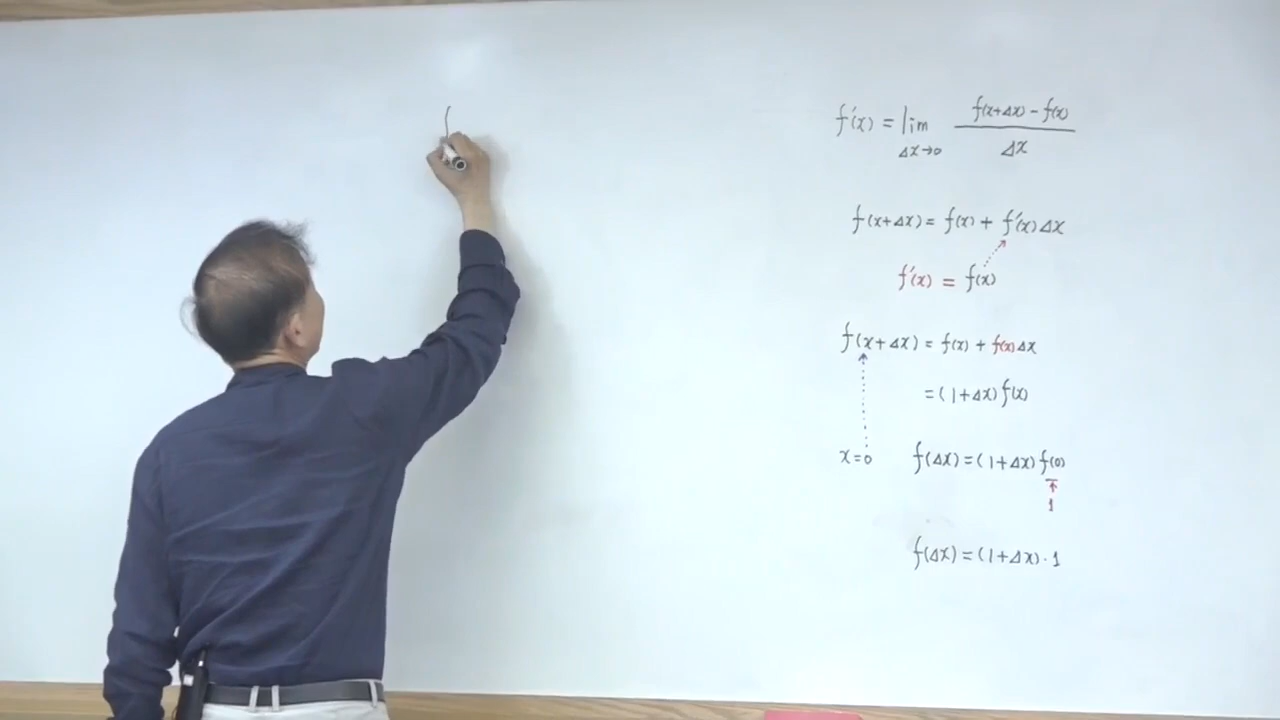 f'(x) = lim Δx→0 f(x+Δx) - f(x) / Δx
f(x+Δx) = f(x) + f'(x)Δx
f'(x) = f(x)
f(x+Δx) = f(x) + f(x)Δx
= (1+Δx) f(x)
x=0 f(Δx) = (1+Δx) f(0)
1
f(Δx) = (1+Δx)·1